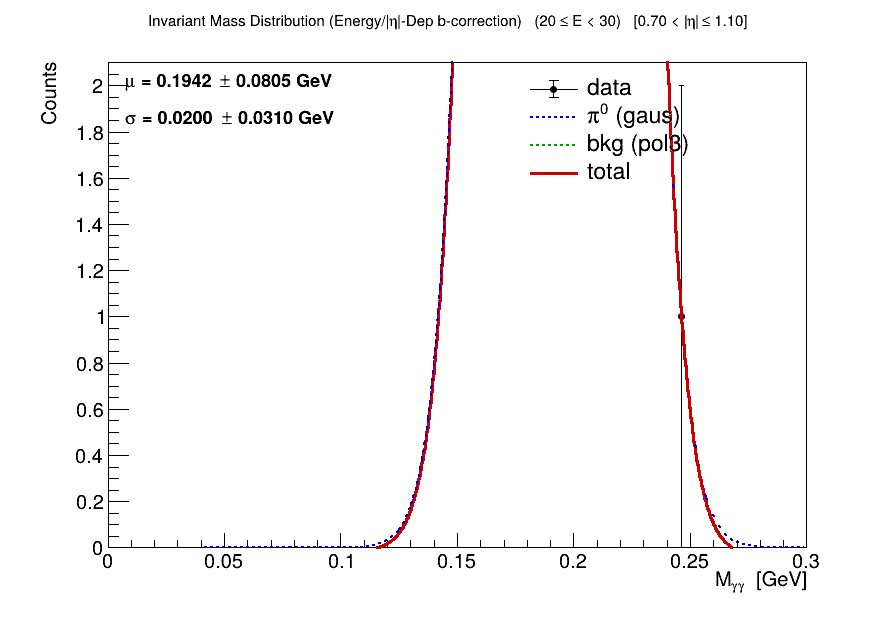 Invariant Mass Distribution (Energy/|η|-Dep b-correction) (20 ≤ E < 30) [0.70 < |η| ≤ 1.10]
Counts
μ = 0.1942 ± 0.0805 GeV
σ = 0.0200 ± 0.0310 GeV
data
π⁰ (gaus)
bkg (pol3)
total
2
1.8
1.6
1.4
1.2
1
0.8
0.6
0.4
0.2
0
0 0.05 0.1 0.15 0.2 0.25 0.3
Mγγ [GeV]